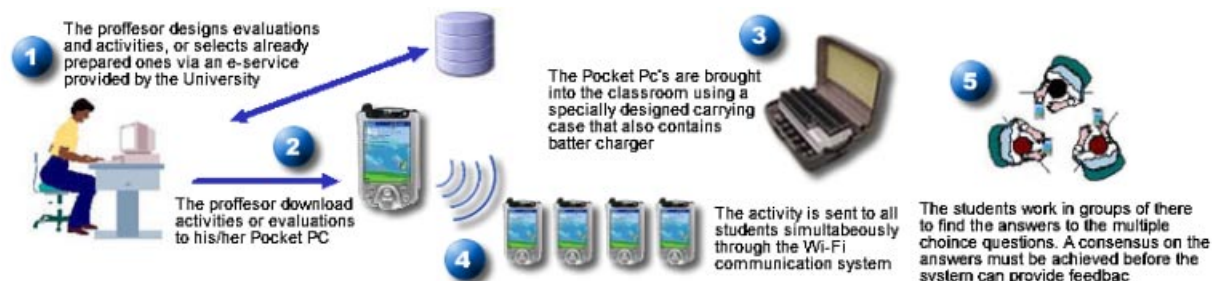 1
The proffesor designs evaluations
and activities, or selects already
prepared ones via an e-service
provided by the University
2
The proffesor download
activities or evaluations
to his/her Pocket PC
3
The Pocket Pc's are brought
into the classroom using a
specially designed carrying
case that also contains
batter charger
4
The activity is sent to all
students simultabeously
through the Wi-Fi
communication system
5
The students work in groups of there
to find the answers to the multiple
choince questions. A consensus on the
answers must be achieved before the
system can provide feedbac